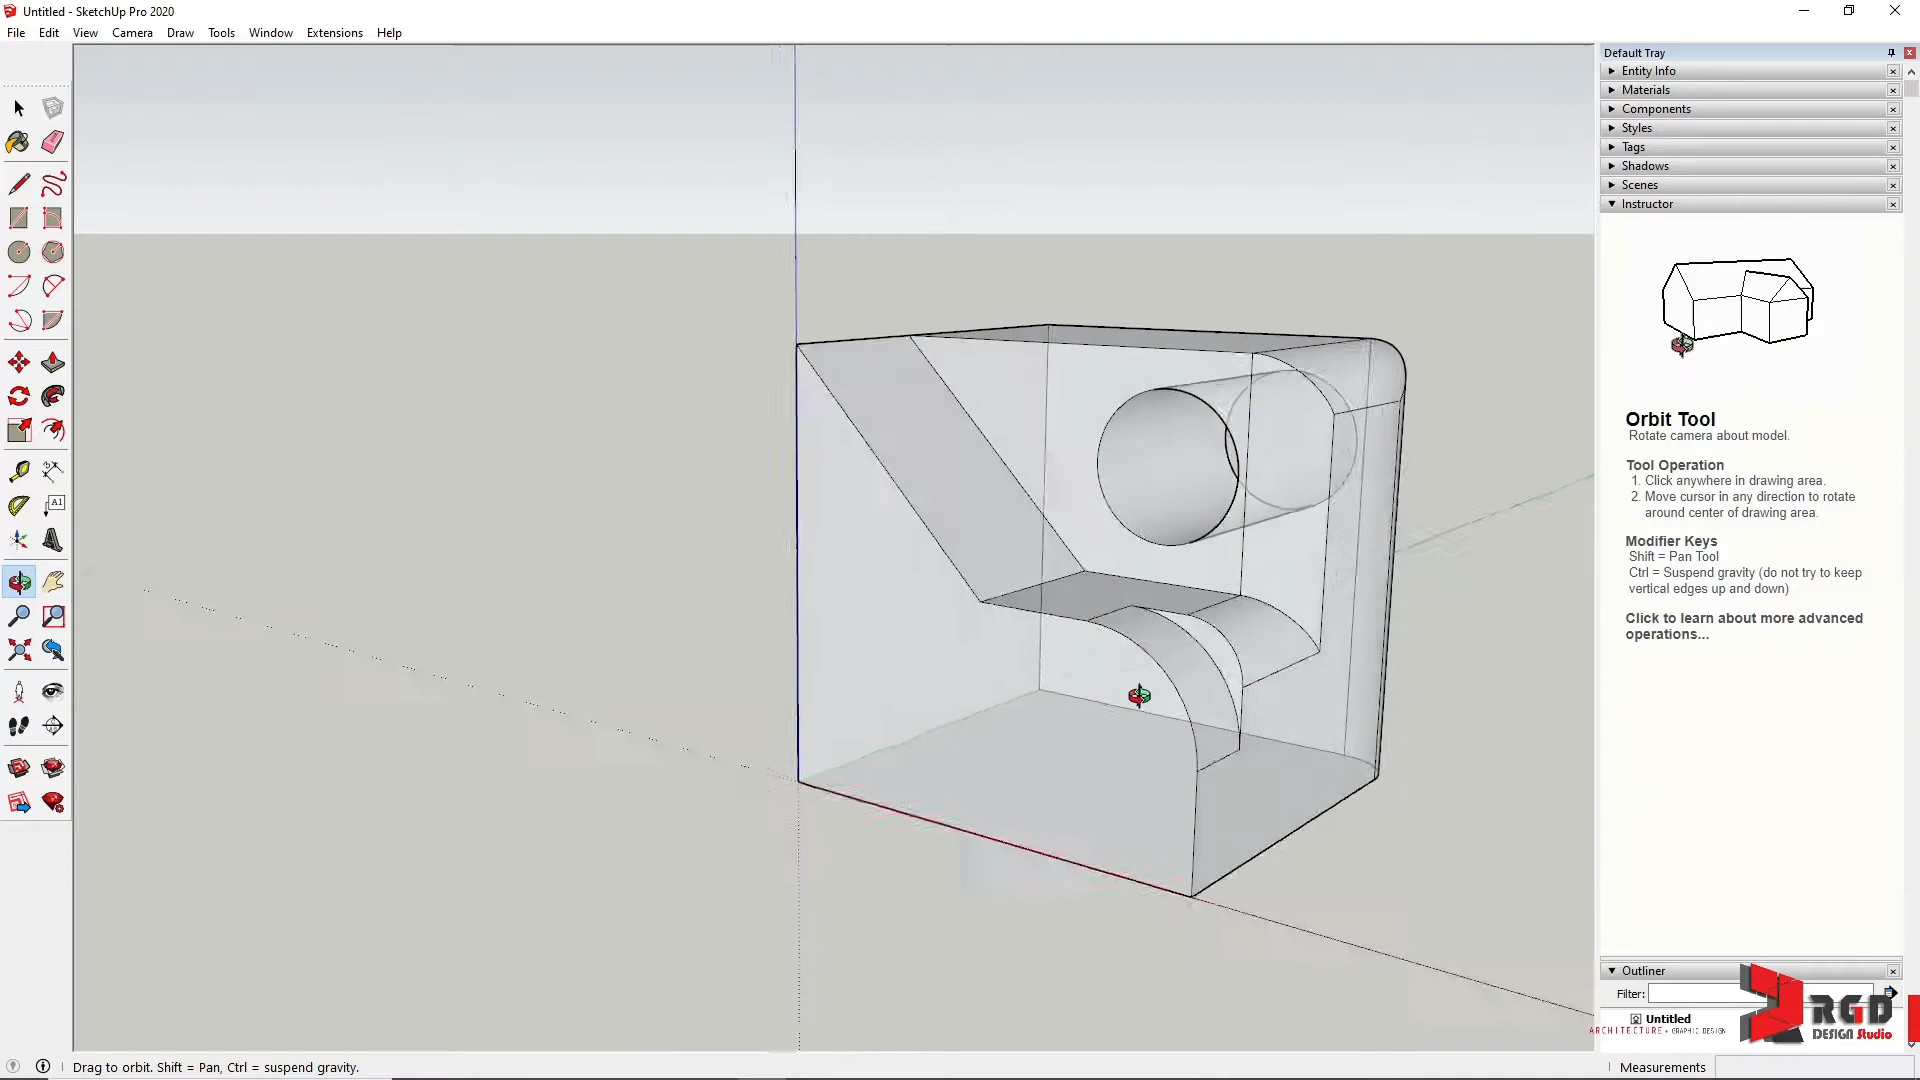 Untitled - SketchUp Pro 2020
File Edit View Camera Draw Tools Window Extensions Help
Default Tray
Entity Info
Materials
Components
Styles
Tags
Shadows
Scenes
Instructor
A1
Orbit Tool
Rotate camera about model.
Tool Operation
1. Click anywhere in drawing area.
2. Move cursor in any direction to rotate
around center of drawing area.
Modifier Keys
Shift = Pan Tool
Ctrl = Suspend gravity (do not try to keep
vertical edges up and down)
Click to learn about more advanced
operations...
Outliner
Filter:
Untitled
RGD
DESIGN Studio
ARCHITECTURE + GRAPHIC DESIGN
Drag to orbit. Shift = Pan, Ctrl = suspend gravity.
Measurements